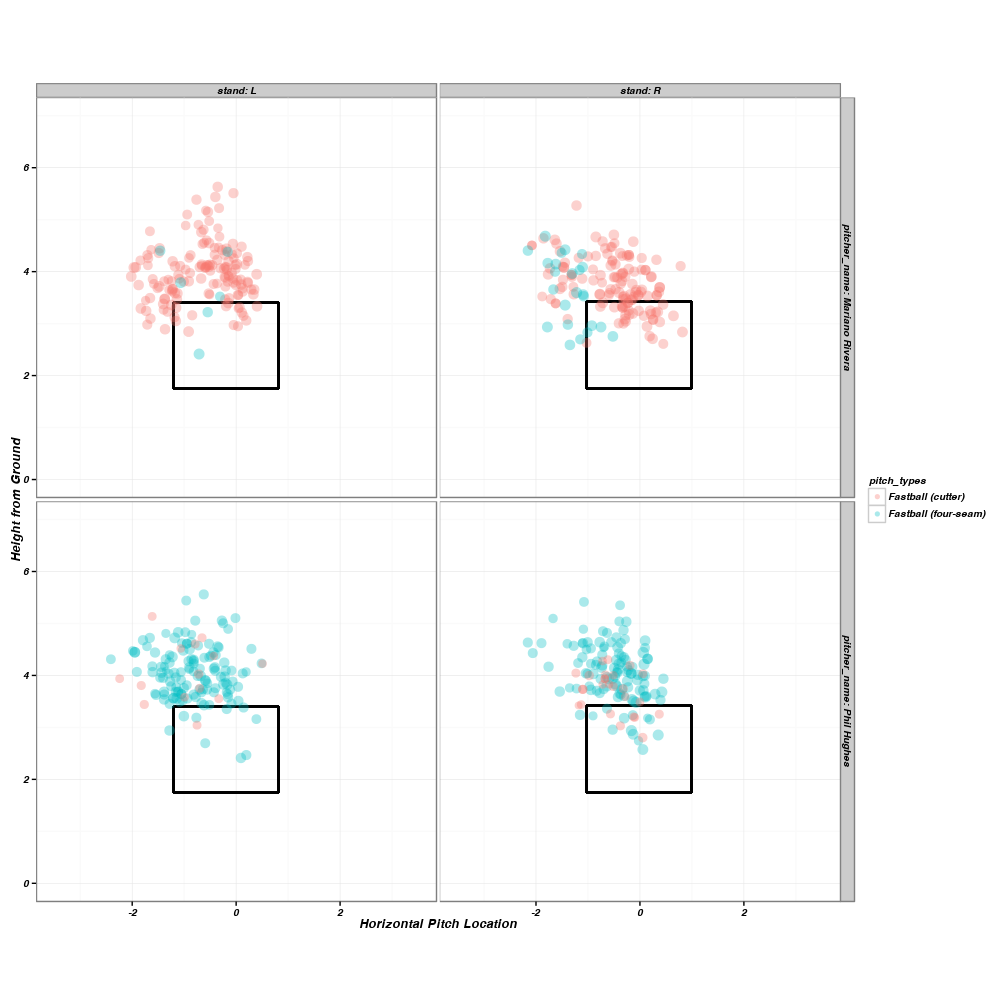 stand: L
stand: R
6
4
2
0
pitcher_name: Mariano Rivera
Height from Ground
pitch_types
Fastball (cutter)
Fastball (four-seam)
6
4
2
0
pitcher_name: Phil Hughes
-2
0
2
-2
0
2
Horizontal Pitch Location